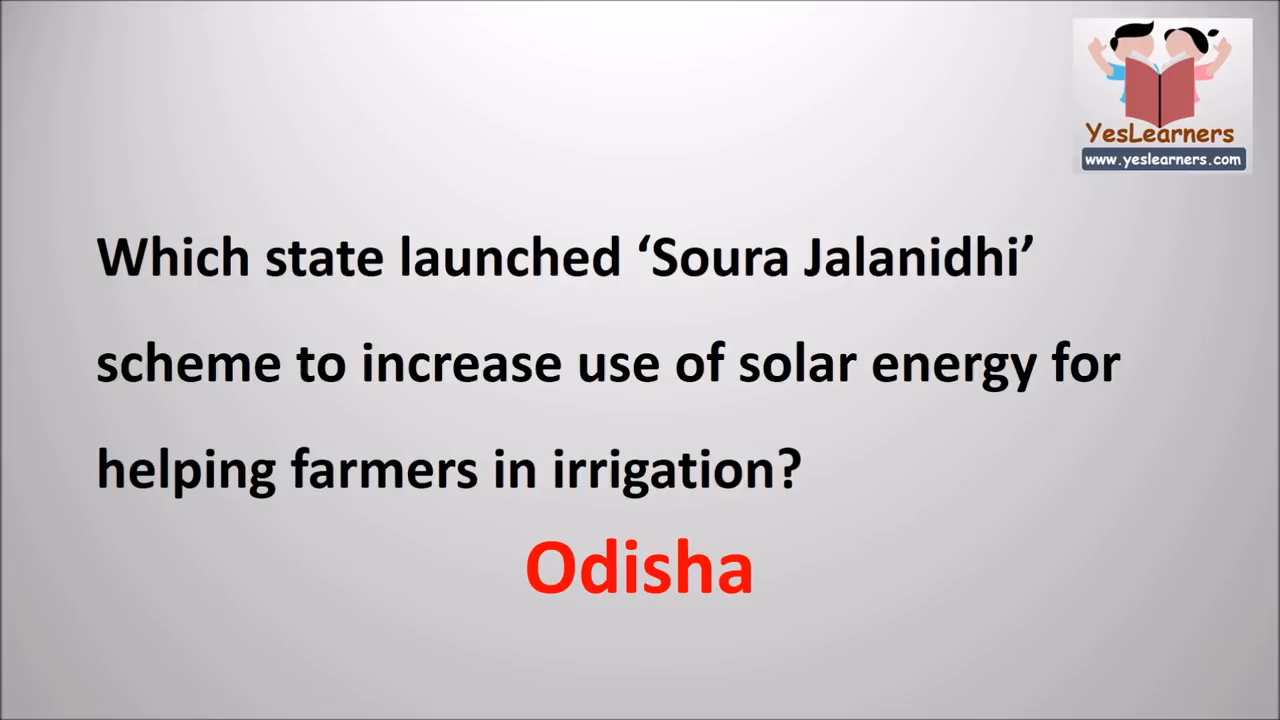 YesLearners
www.yeslearners.com
Which state launched ‘Soura Jalanidhi’
scheme to increase use of solar energy for
helping farmers in irrigation?
Odisha